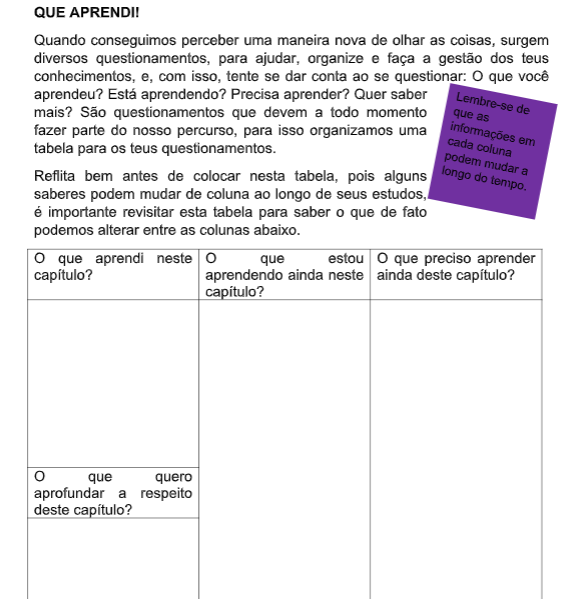 QUE APRENDI!
Quando conseguimos perceber uma maneira nova de olhar as coisas, surgem
diversos questionamentos, para ajudar, organize e faça a gestão dos teus
conhecimentos, e, com isso, tente se dar conta ao se questionar: O que você
aprendeu? Está aprendendo? Precisa aprender? Quer saber
mais? São questionamentos que devem a todo momento
fazer parte do nosso percurso, para isso organizamos uma
tabela para os teus questionamentos.
Lembre-se de
que as
informações em
cada coluna
podem mudar a
longo do tempo.
Reflita bem antes de colocar nesta tabela, pois alguns
saberes podem mudar de coluna ao longo de seus estudos,
é importante revisitar esta tabela para saber o que de fato
podemos alterar entre as colunas abaixo.
O que aprendi neste
capítulo?
O que estou
aprendendo ainda neste
capítulo?
O que preciso aprender
ainda deste capítulo?
O que quero
aprofundar a respeito
deste capítulo?